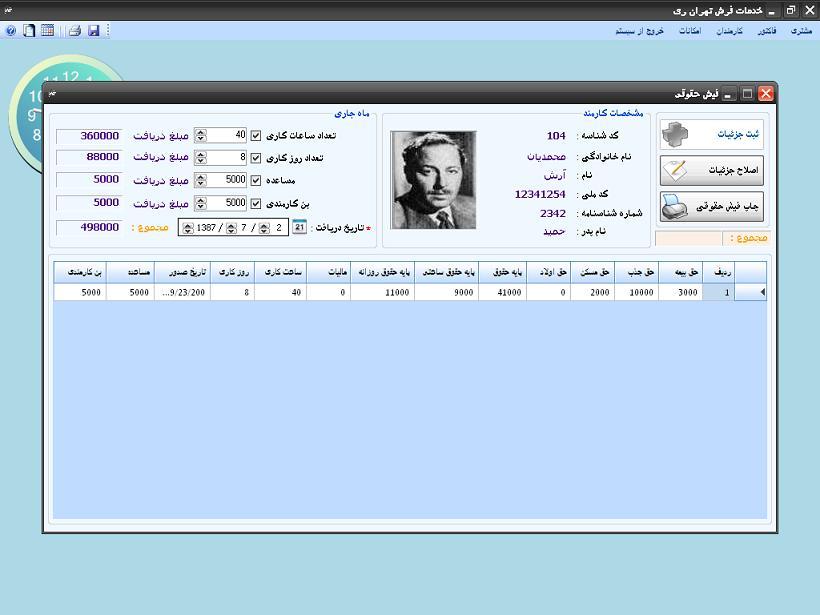 خدمات فرش تهران ری
مشتری فاکتور کارمندان امکانات خروج از سیستم
فیش حقوقی
ثبت جزئیات
اصلاح جزئیات
چاپ فیش حقوقی
مجموع :
مشخصات کارمند
کد شناسه : 104
نام خانوادگی : محمدیان
نام : آرش
کد ملی : 12341254
شماره شناسنامه : 2342
نام پدر : حمید
ماه جاری
تعداد ساعات کاری 40 مبلغ دریافت 360000
تعداد روز کاری 8 مبلغ دریافت 88000
مساعده 5000 مبلغ دریافت 5000
بن کارمندی 5000 مبلغ دریافت 5000
* تاریخ دریافت : 1387 / 7 / 2 مجموع : 498000
ردیف حق بیمه حق جذب حق مسکن حق اولاد پایه حقوق پایه حقوق ساعتی پایه حقوق روزانه مالیات ساعت کاری روز کاری تاریخ صدور مساعده بن کارمندی
1 3000 10000 2000 0 41000 9000 11000 0 40 8 9/23/200... 5000 5000